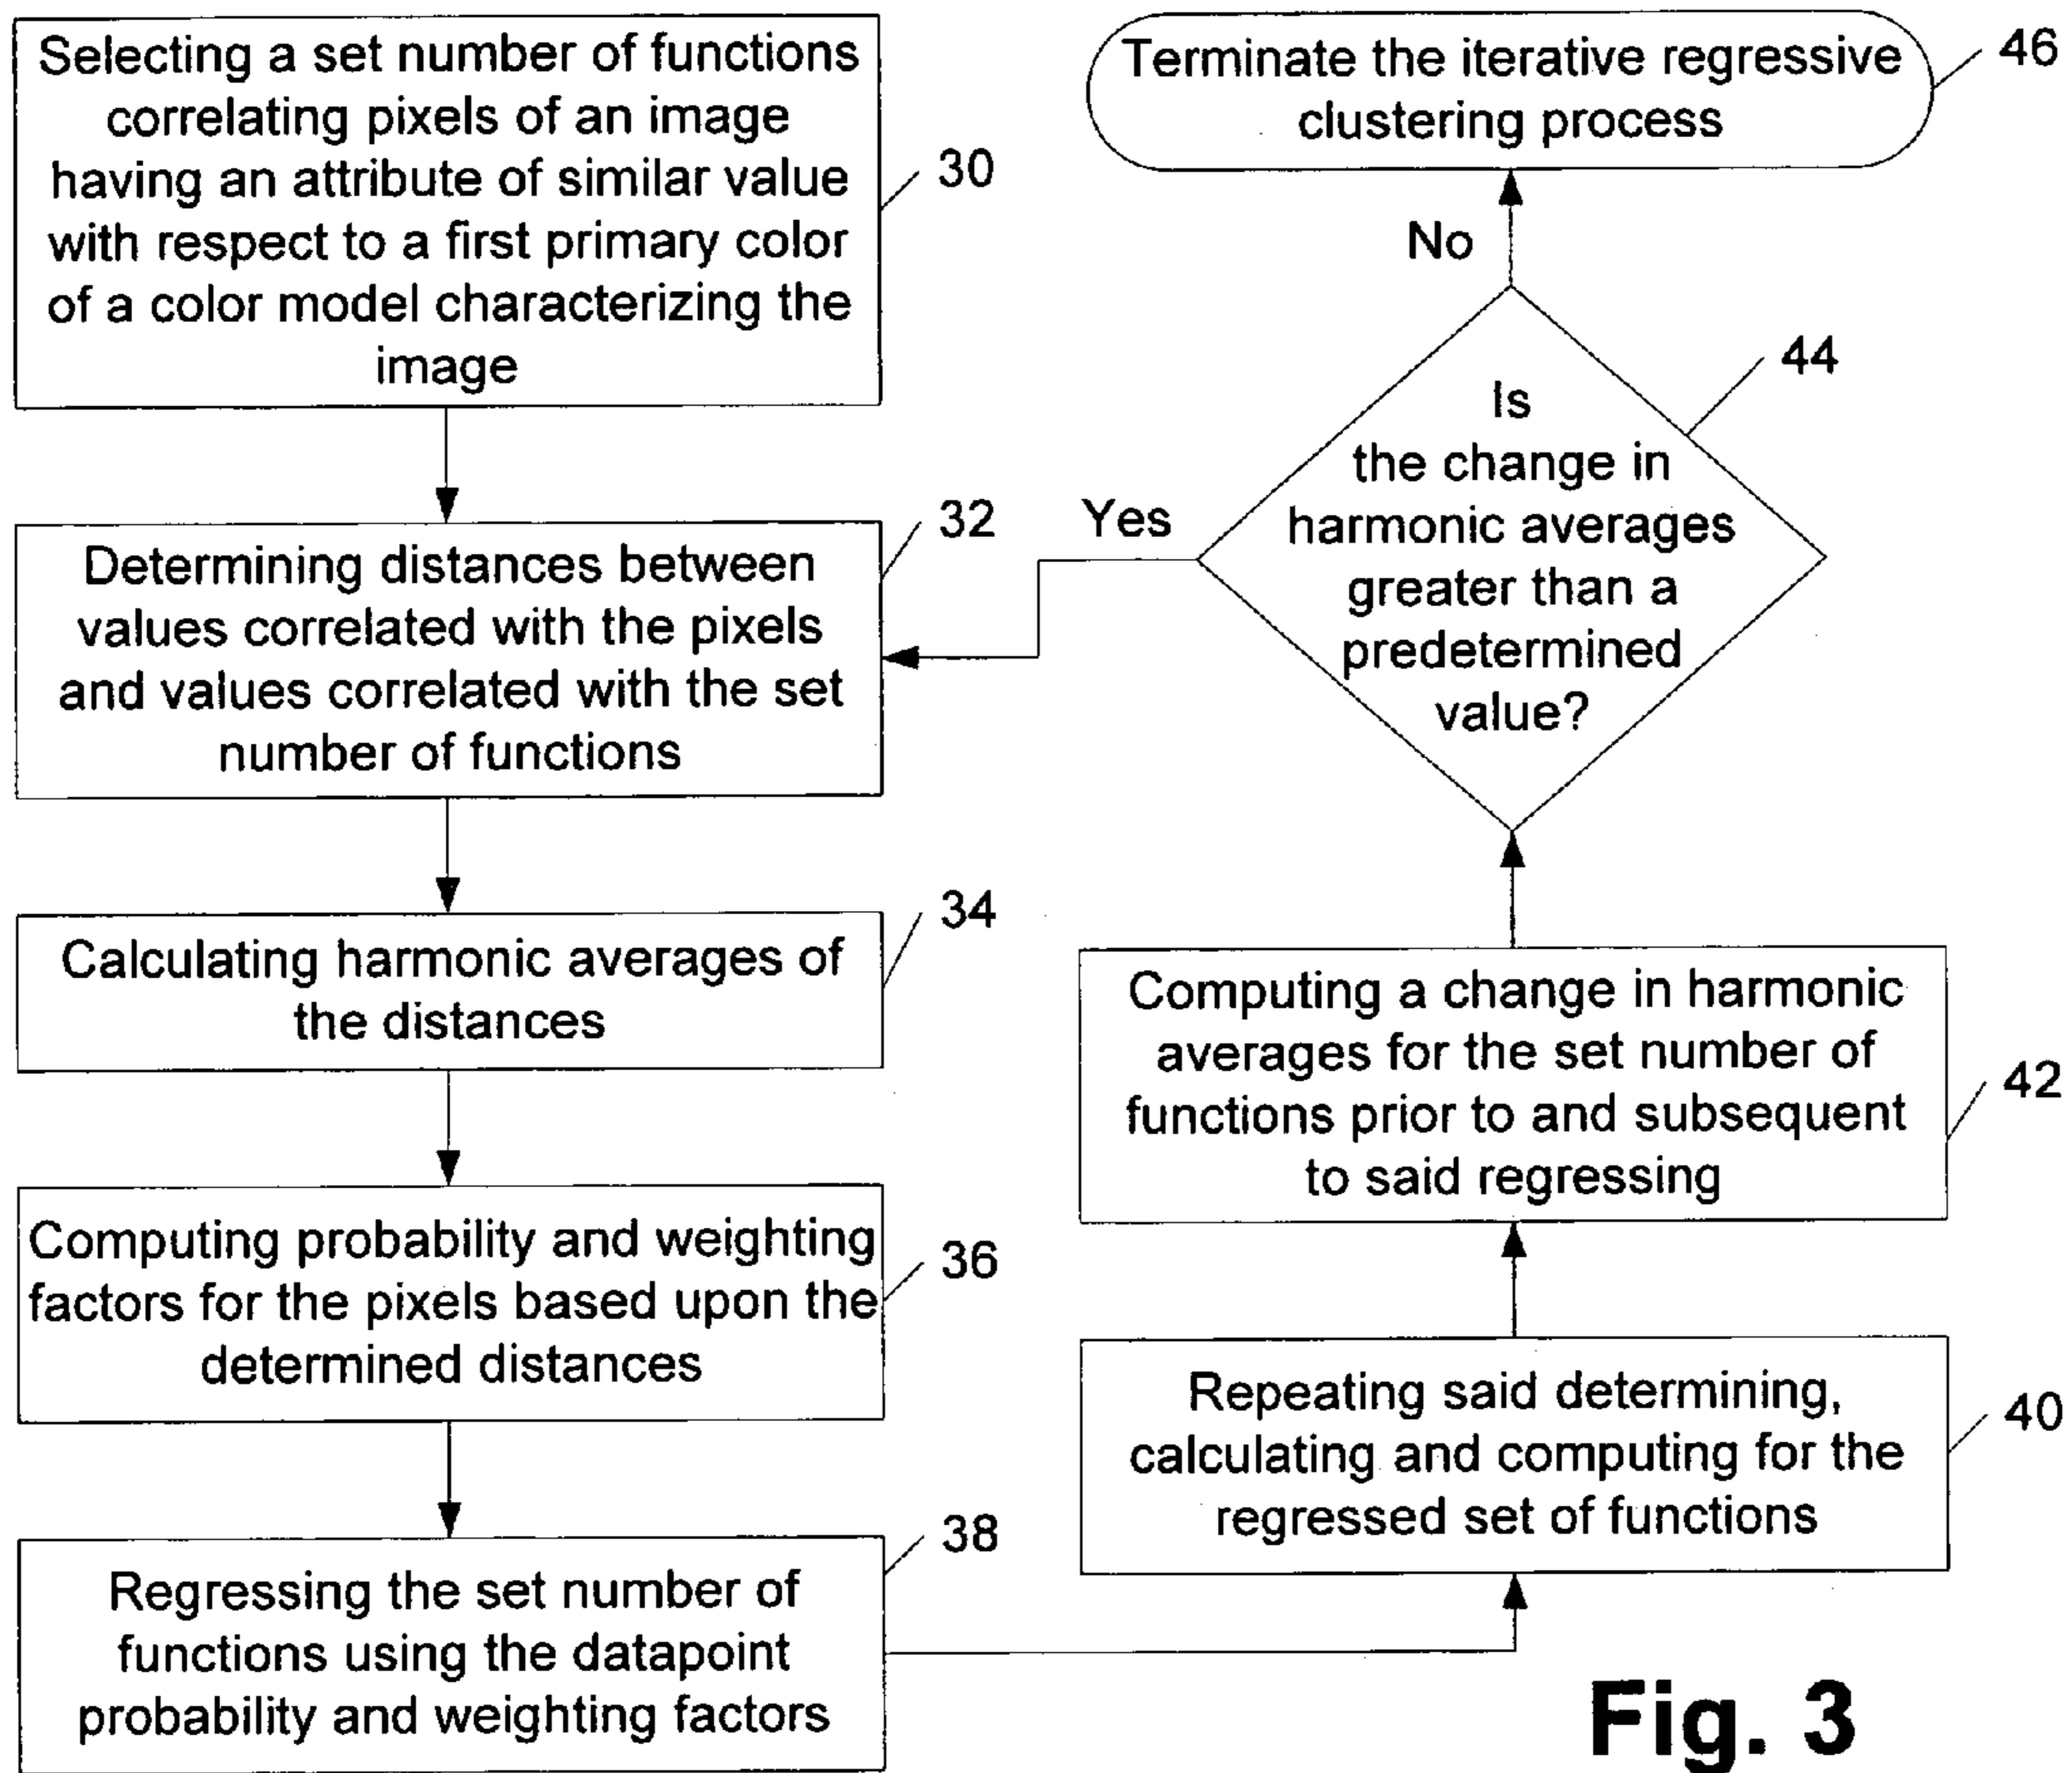 Selecting a set number of functions
correlating pixels of an image
having an attribute of similar value
with respect to a first primary color
of a color model characterizing the
image
30
Determining distances between
values correlated with the pixels
and values correlated with the set
number of functions
32
Calculating harmonic averages of
the distances
34
Computing probability and weighting
factors for the pixels based upon the
determined distances
36
Regressing the set number of
functions using the datapoint
probability and weighting factors
38
Repeating said determining,
calculating and computing for the
regressed set of functions
40
Computing a change in harmonic
averages for the set number of
functions prior to and subsequent
to said regressing
42
Is
the change in
harmonic averages
greater than a
predetermined
value?
44
Yes
No
Terminate the iterative regressive
clustering process
46
Fig. 3